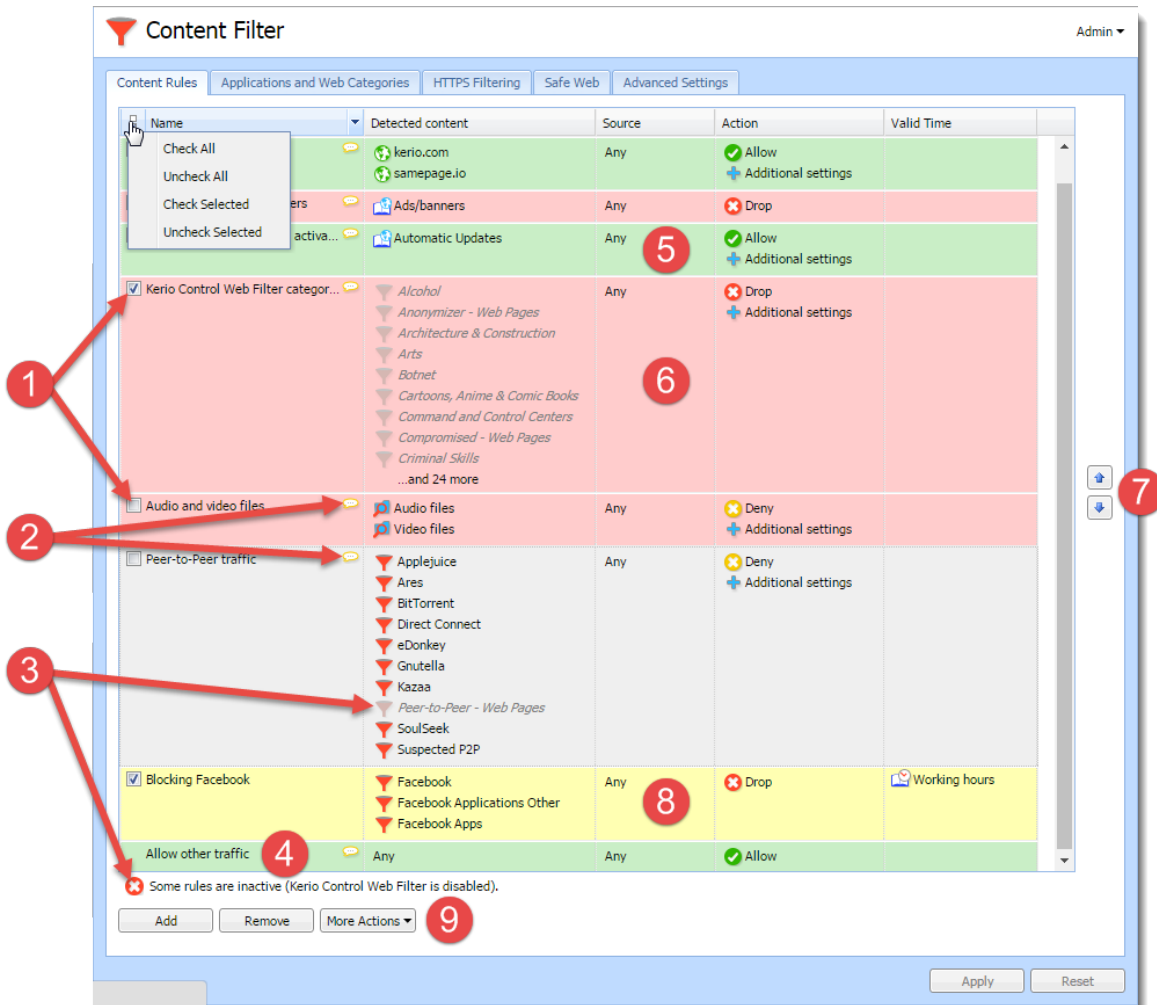 Content Filter
Admin
Content Rules
Applications and Web Categories
HTTPS Filtering
Safe Web
Advanced Settings
Name
Detected content
Source
Action
Valid Time
Check All
Uncheck All
Check Selected
Uncheck Selected
kerio.com
samepage.io
Any
Allow
Additional settings
ers
Ads/banners
Any
Drop
activa...
Automatic Updates
Any
5
Allow
Additional settings
1
Kerio Control Web Filter categor...
Alcohol
Anonymizer - Web Pages
Architecture & Construction
Arts
Botnet
Cartoons, Anime & Comic Books
Command and Control Centers
Compromised - Web Pages
Criminal Skills
...and 24 more
Any
6
Drop
Additional settings
7
2
Audio and video files
Audio files
Video files
Any
Deny
Additional settings
Peer-to-Peer traffic
Applejuice
Ares
BitTorrent
Direct Connect
eDonkey
Gnutella
Kazaa
Peer-to-Peer - Web Pages
SoulSeek
Suspected P2P
Any
Deny
Additional settings
3
Blocking Facebook
Facebook
Facebook Applications Other
Facebook Apps
Any
8
Drop
Working hours
Allow other traffic
4
Any
Any
Allow
Some rules are inactive (Kerio Control Web Filter is disabled).
Add
Remove
More Actions
9
Apply
Reset